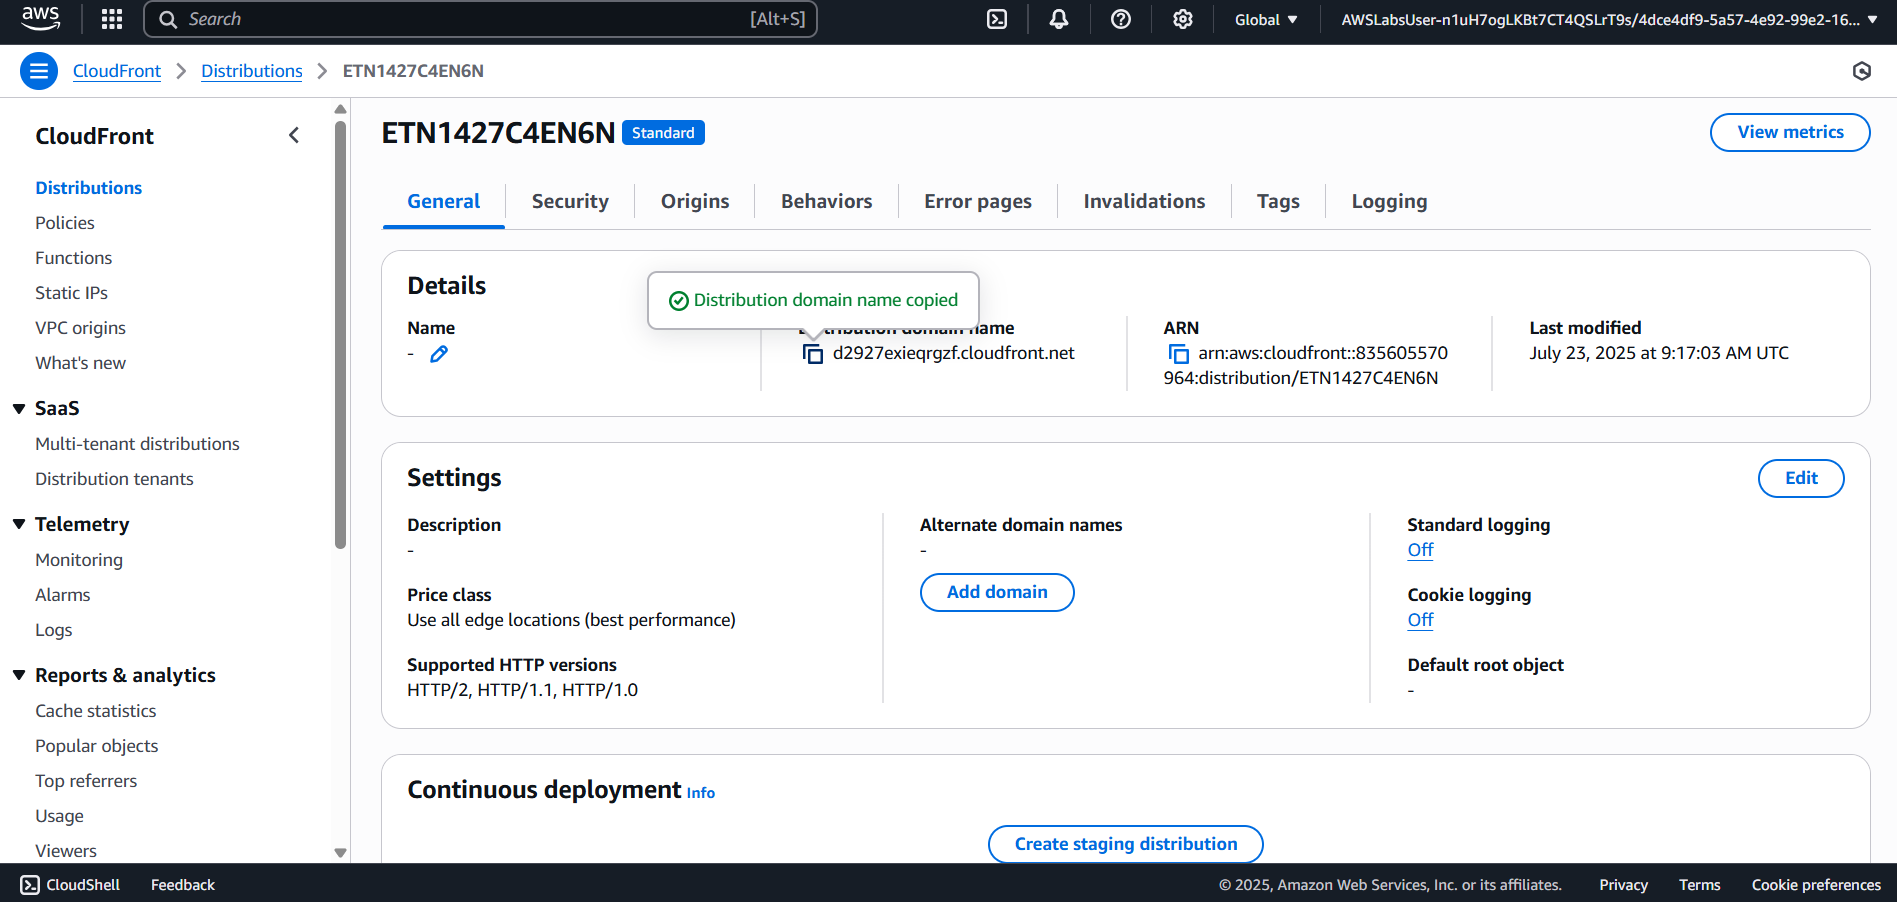 aws
Search
[Alt+S]
Global
AWSLabsUser-n1uH7ogLKBt7CT4QSLrT9s/4dce4df9-5a57-4e92-99e2-16...
CloudFront
Distributions
ETN1427C4EN6N
CloudFront
Distributions
Policies
Functions
Static IPs
VPC origins
What's new
SaaS
Multi-tenant distributions
Distribution tenants
Telemetry
Monitoring
Alarms
Logs
Reports & analytics
Cache statistics
Popular objects
Top referrers
Usage
Viewers
ETN1427C4EN6N
Standard
View metrics
General
Security
Origins
Behaviors
Error pages
Invalidations
Tags
Logging
Details
Distribution domain name copied
Name
-
Distribution domain name
d2927exieqrgzf.cloudfront.net
ARN
arn:aws:cloudfront::835605570
964:distribution/ETN1427C4EN6N
Last modified
July 23, 2025 at 9:17:03 AM UTC
Settings
Edit
Description
-
Price class
Use all edge locations (best performance)
Supported HTTP versions
HTTP/2, HTTP/1.1, HTTP/1.0
Alternate domain names
-
Add domain
Standard logging
Off
Cookie logging
Off
Default root object
-
Continuous deployment Info
Create staging distribution
CloudShell
Feedback
© 2025, Amazon Web Services, Inc. or its affiliates.
Privacy
Terms
Cookie preferences